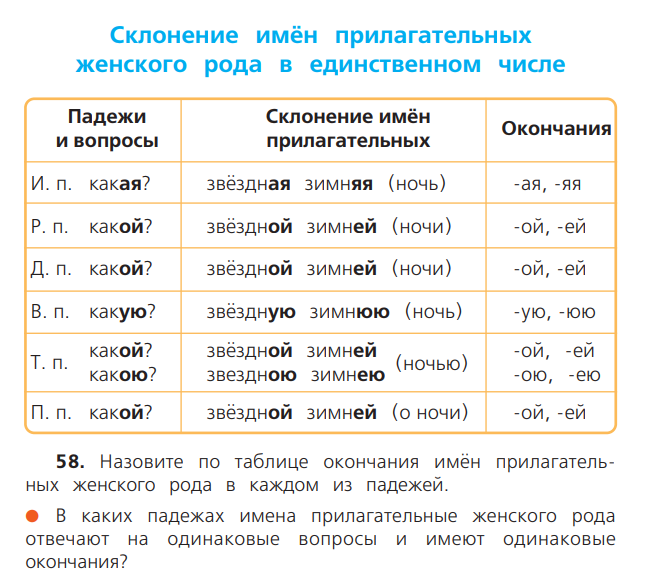 Склонение имён прилагательных
женского рода в единственном числе
Падежи
и вопросы
Склонение имён
прилагательных
Окончания
И. п. какая? звёздная зимняя (ночь) -ая, -яя
Р. п. какой? звёздной зимней (ночи) -ой, -ей
Д. п. какой? звёздной зимней (ночи) -ой, -ей
В. п. какую? звёздную зимнюю (ночь) -ую, -юю
Т. п. какой? звёздной зимней (ночью) -ой, -ей
какою? звездною зимнею -ою, -ею
П. п. какой? звёздной зимней (о ночи) -ой, -ей
58. Назовите по таблице окончания имён прилагатель-
ных женского рода в каждом из падежей.
В каких падежах имена прилагательные женского рода
отвечают на одинаковые вопросы и имеют одинаковые
окончания?